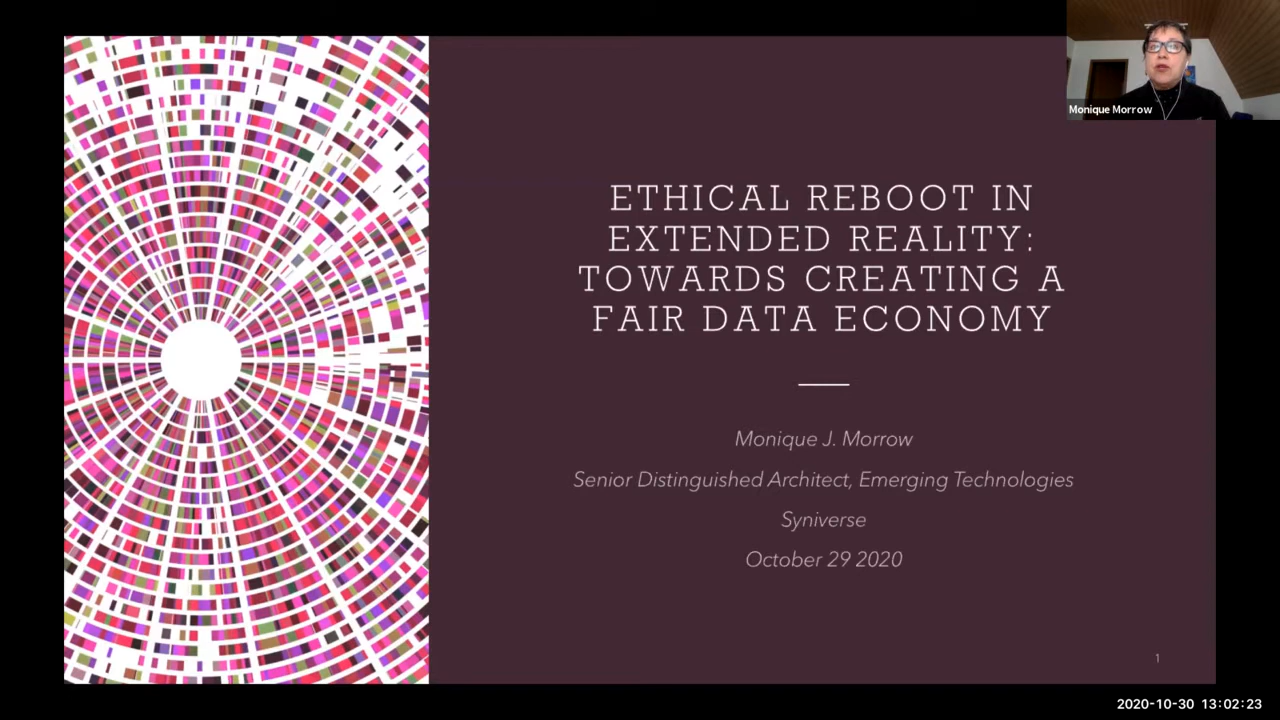 Monique Morrow
ETHICAL REBOOT IN
EXTENDED REALITY:
TOWARDS CREATING A
FAIR DATA ECONOMY
Monique J. Morrow
Senior Distinguished Architect, Emerging Technologies
Syniverse
October 29 2020
1
2020-10-30 13:02:23